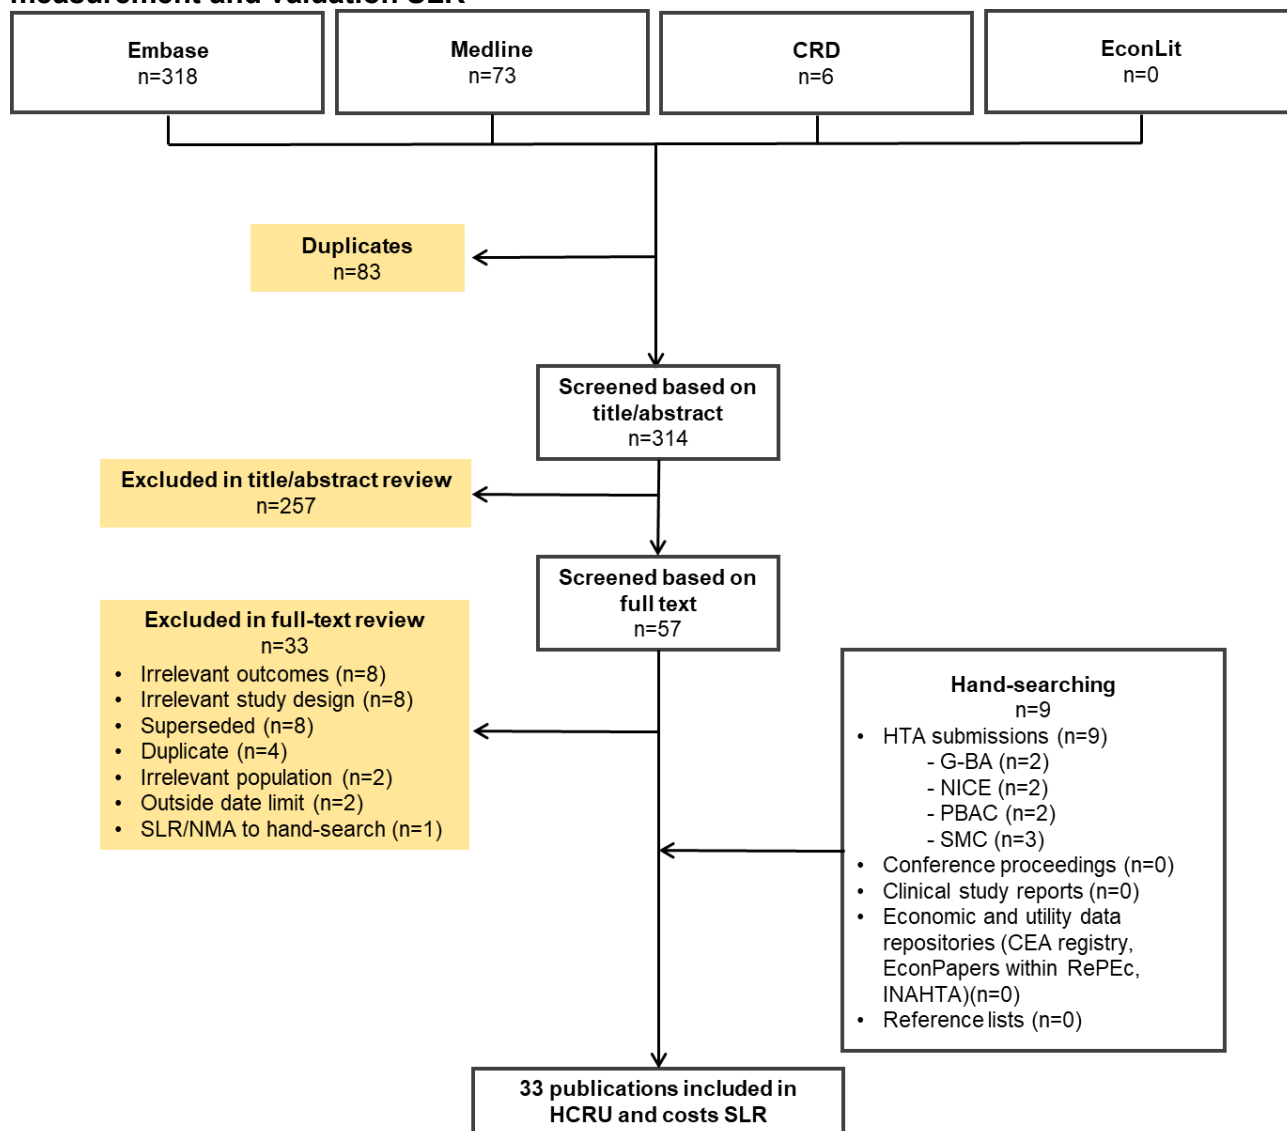 measurement and valuation SLR
Embase
n=318
Medline
n=73
CRD
n=6
EconLit
n=0
Duplicates
n=83
Screened based on
title/abstract
n=314
Excluded in title/abstract review
n=257
Screened based on
full text
n=57
Excluded in full-text review
n=33
• Irrelevant outcomes (n=8)
• Irrelevant study design (n=8)
• Superseded (n=8)
• Duplicate (n=4)
• Irrelevant population (n=2)
• Outside date limit (n=2)
• SLR/NMA to hand-search (n=1)
Hand-searching
n=9
• HTA submissions (n=9)
- G-BA (n=2)
- NICE (n=2)
- PBAC (n=2)
- SMC (n=3)
• Conference proceedings (n=0)
• Clinical study reports (n=0)
• Economic and utility data
repositories (CEA registry,
EconPapers within RePEc,
INAHTA)(n=0)
• Reference lists (n=0)
33 publications included in
HCRU and costs SLR